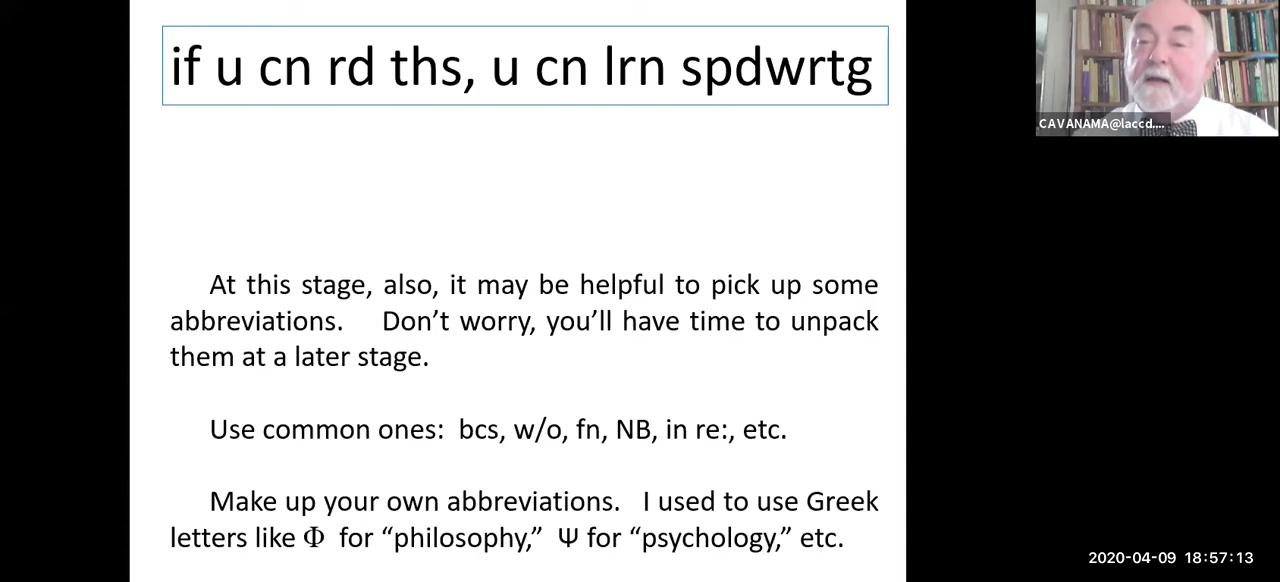 if u cn rd ths, u cn lrn spdwrtg
CAVANAMA@laccd....
At this stage, also, it may be helpful to pick up some
abbreviations. Don’t worry, you’ll have time to unpack
them at a later stage.
Use common ones: bcs, w/o, fn, NB, in re:, etc.
Make up your own abbreviations. I used to use Greek
letters like Φ for “philosophy,” Ψ for “psychology,” etc.
2020-04-09 18:57:13